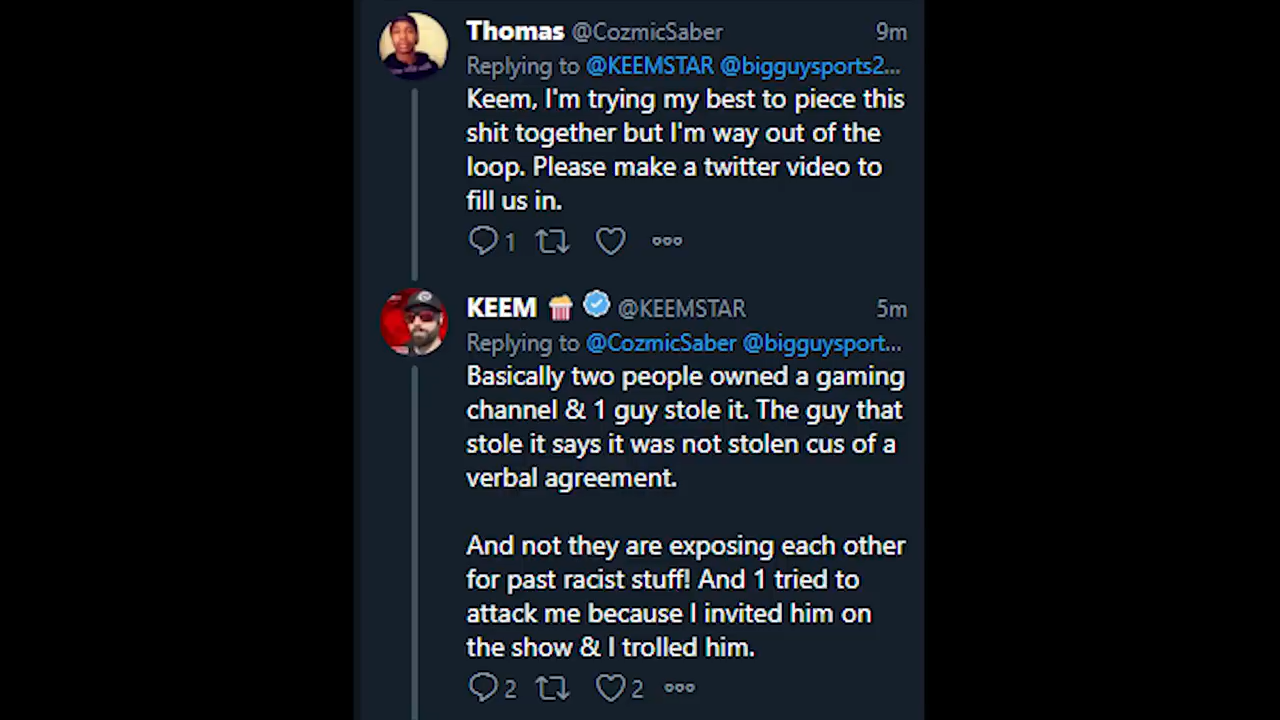 Thomas @CozmicSaber 9m
Replying to @KEEMSTAR @bigguysports2...
Keem, I'm trying my best to piece this
shit together but I'm way out of the
loop. Please make a twitter video to
fill us in.
1
KEEM 🍿 @KEEMSTAR 5m
Replying to @CozmicSaber @bigguysport...
Basically two people owned a gaming
channel & 1 guy stole it. The guy that
stole it says it was not stolen cus of a
verbal agreement.
And not they are exposing each other
for past racist stuff! And 1 tried to
attack me because I invited him on
the show & I trolled him.
2 2